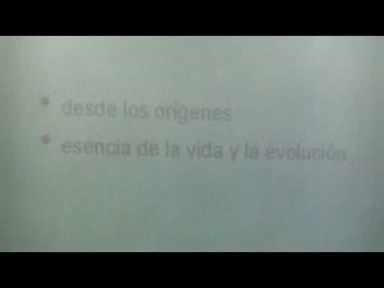 • desde los orígenes.
• esencia de la vida y la evolución